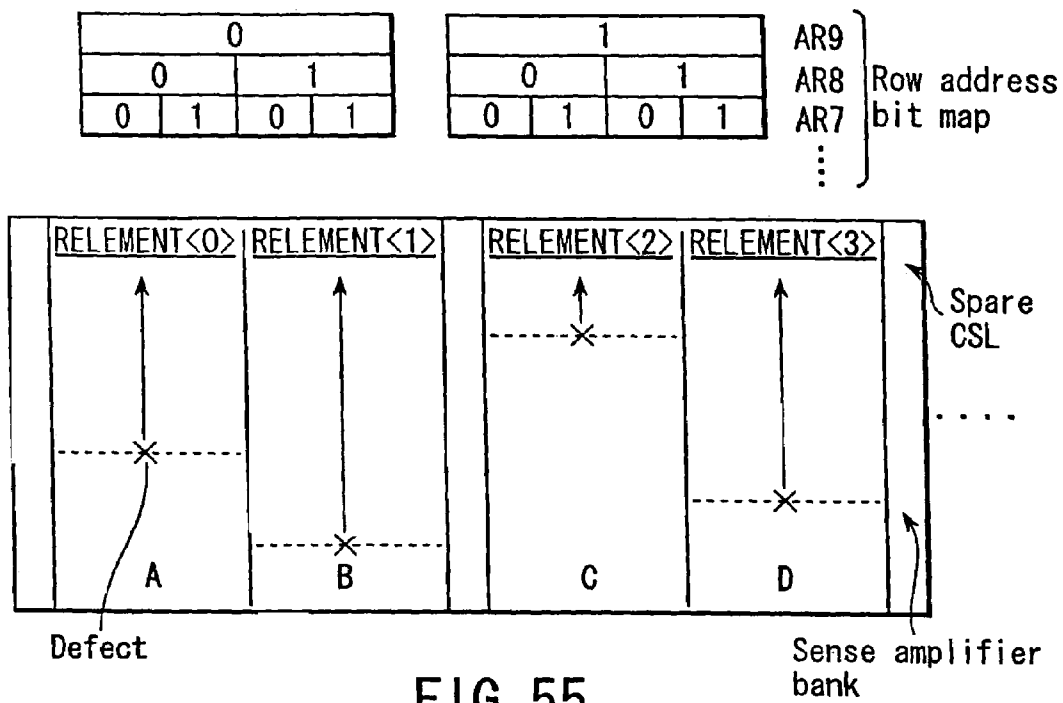 0 1 AR9
0 1 0 1 AR8
0 1 0 1 0 1 0 1 AR7
Row address
bit map
RELEMENT<0> RELEMENT<1> RELEMENT<2> RELEMENT<3>
Spare
CSL
A B C D
Defect
Sense amplifier
bank
FIG. 55